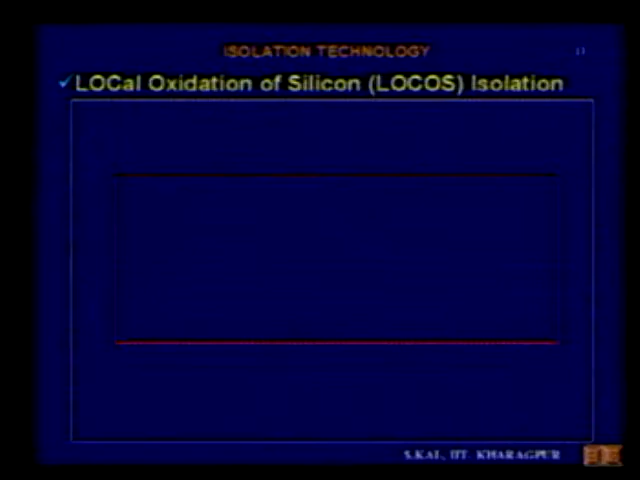 ISOLATION TECHNOLOGY
✓LOCal Oxidation of Silicon (LOCOS) Isolation
S.KAL, IIT KHARAGPUR